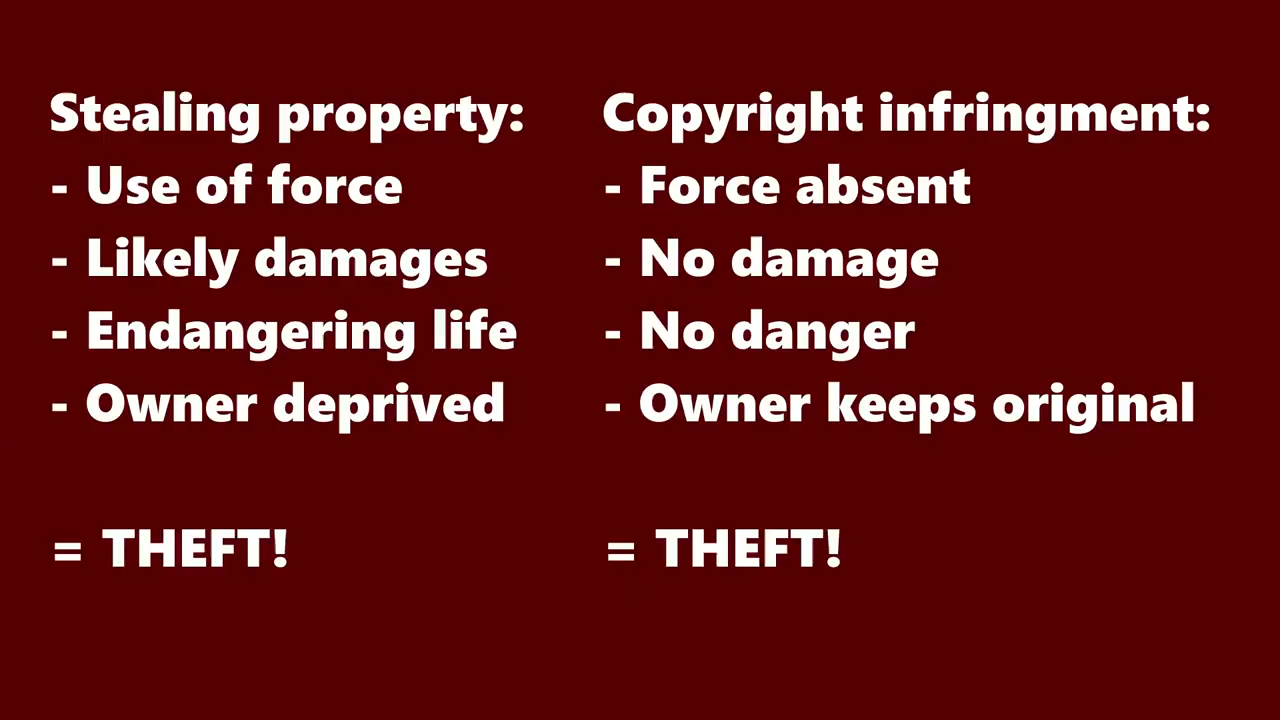 Stealing property:
- Use of force
- Likely damages
- Endangering life
- Owner deprived
= THEFT!
Copyright infringment:
- Force absent
- No damage
- No danger
- Owner keeps original
= THEFT!